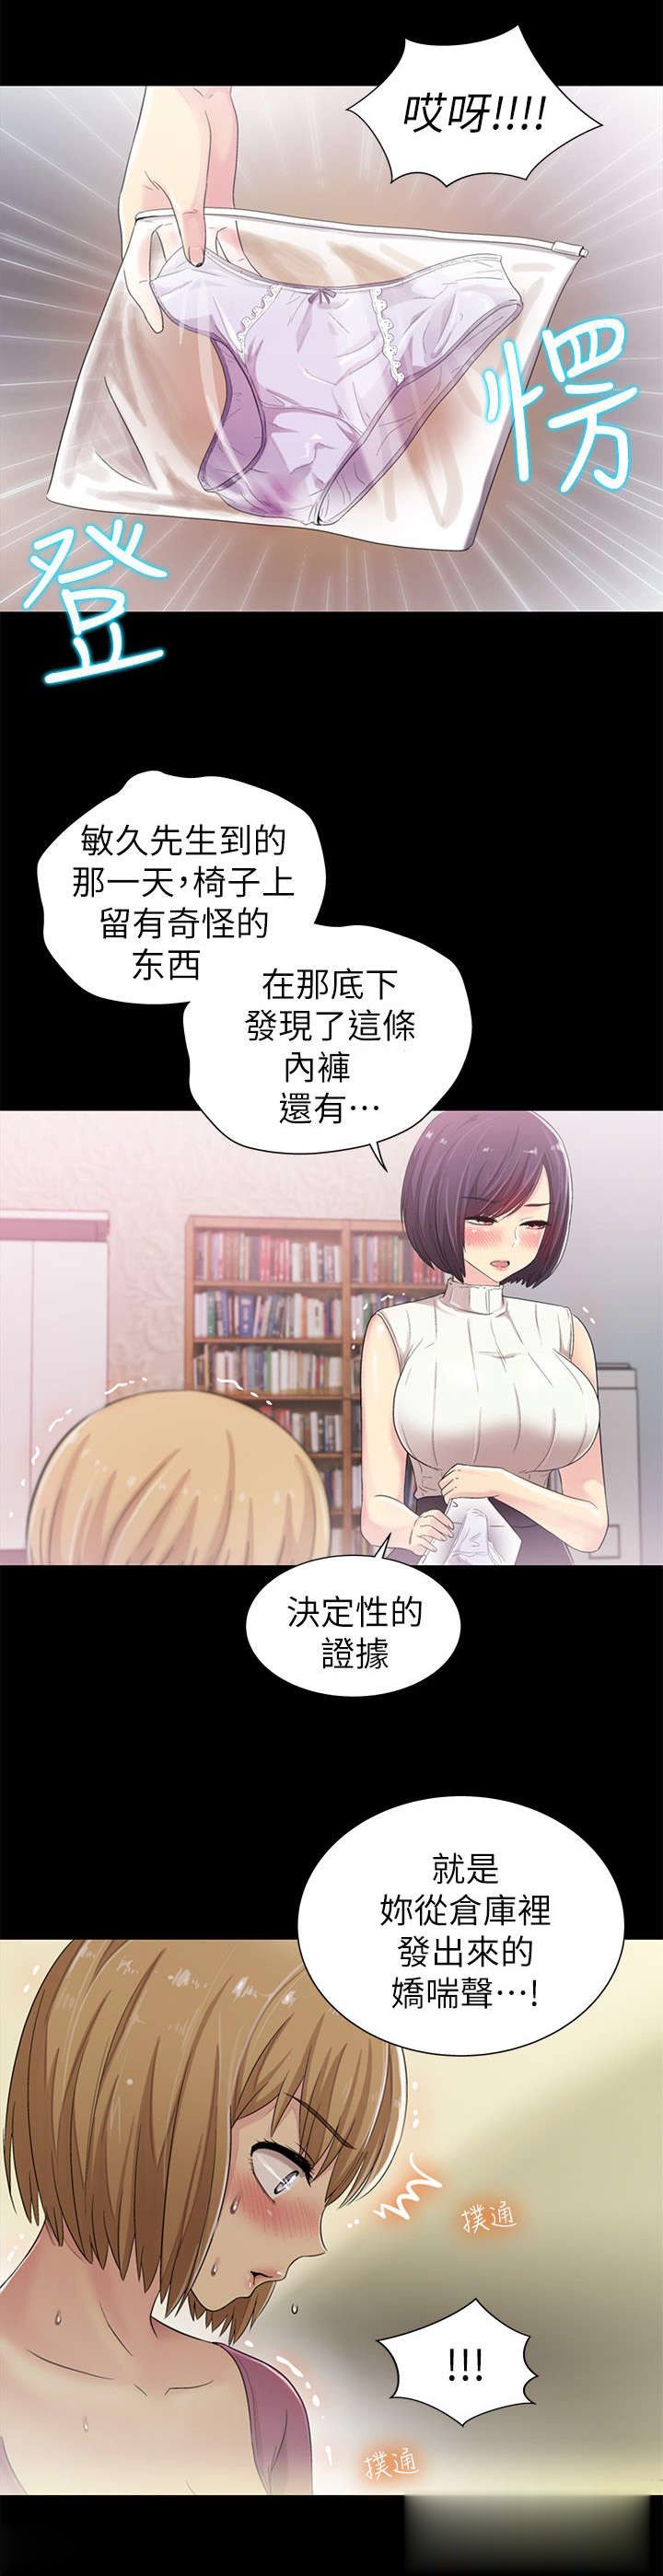 哎呀!!!!
愣
登
敏久先生到的
那一天，椅子上
留有奇怪的
东西
在那底下
發現了這條
內褲
還有…
決定性的
證據
就是
妳從倉庫裡
發出來的
嬌喘聲…!
撲通
!!!
撲通